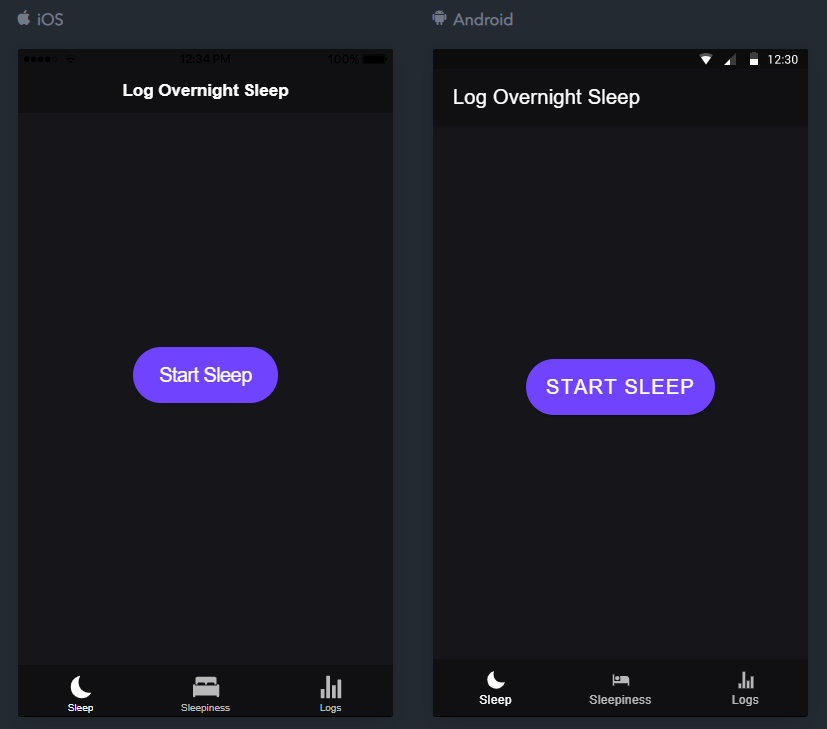 iOS
12:34 PM 100%
Log Overnight Sleep
Start Sleep
Sleep Sleepiness Logs
Android
12:30
Log Overnight Sleep
START SLEEP
Sleep Sleepiness Logs